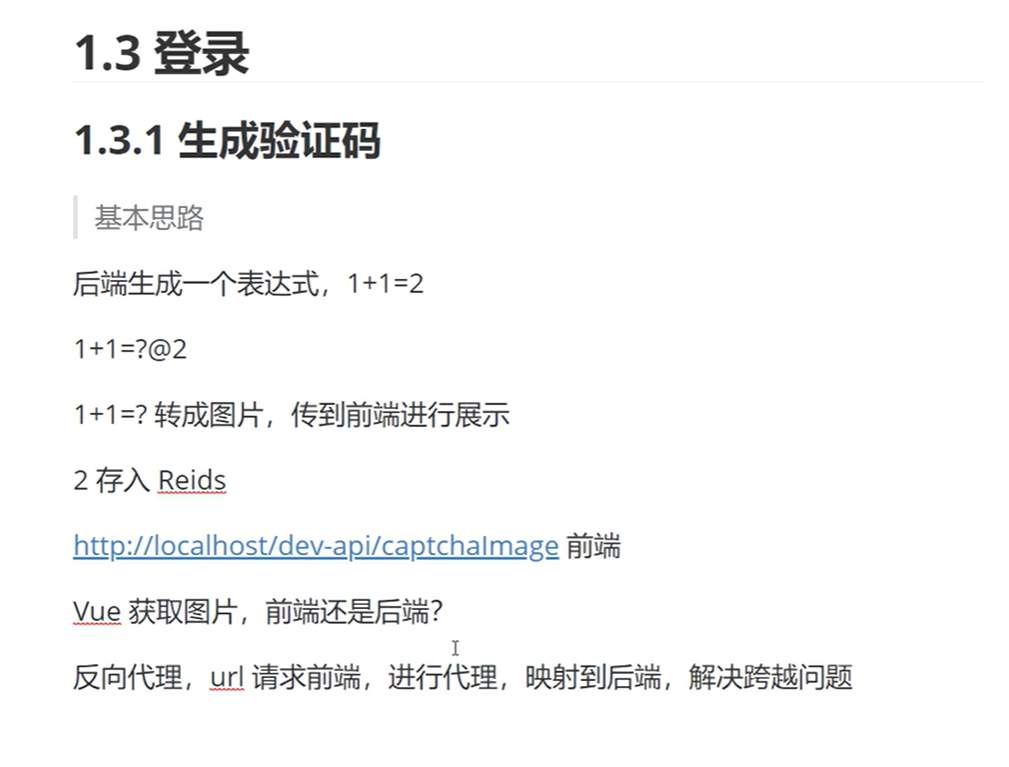 1.3 登录
1.3.1 生成验证码
基本思路
后端生成一个表达式，1+1=2
1+1=?@2
1+1=? 转成图片，传到前端进行展示
2 存入 Reids
http://localhost/dev-api/captchaImage 前端
Vue 获取图片，前端还是后端？
反向代理，url 请求前端，进行代理，映射到后端，解决跨越问题